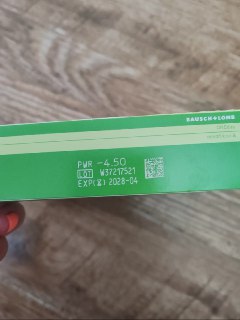 BAUSCH + LOMB
PWR -4.50
LOT W37217521
EXP(⌛) 2028-04